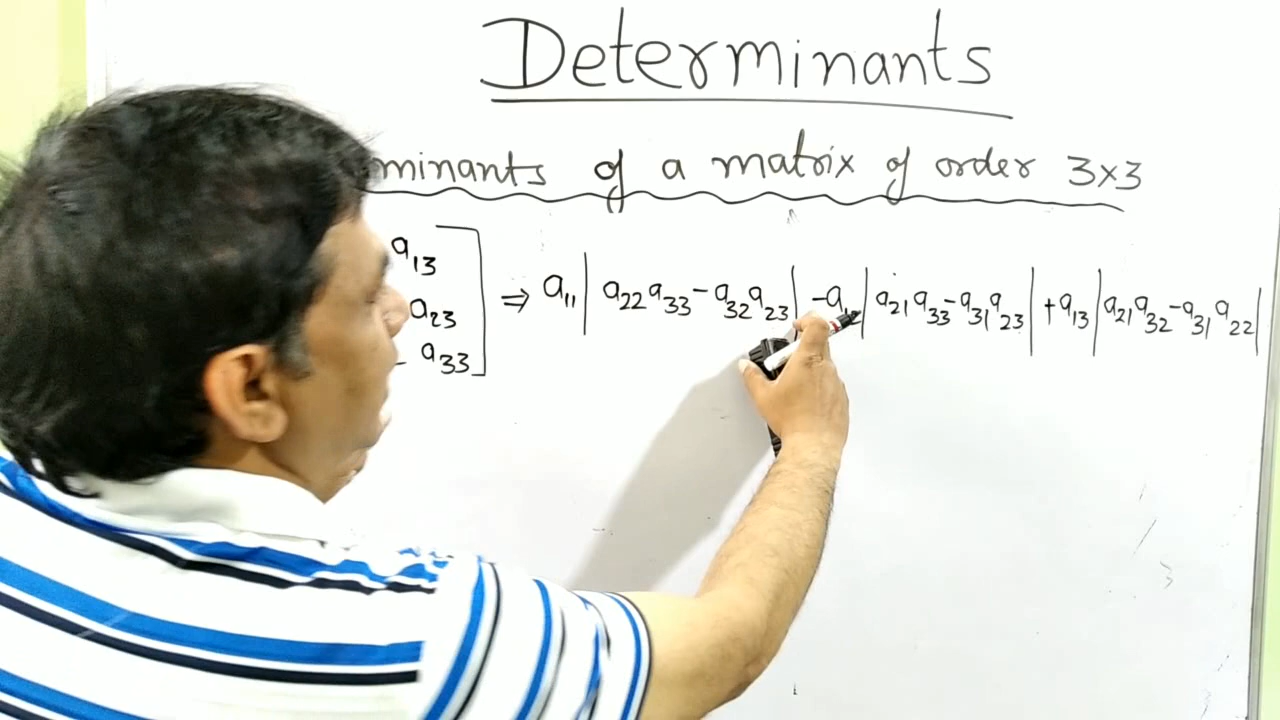 Determinants
minants of a matrix of order 3×3
a₁₃
a₂₃
a₃₃
⇒ a₁₁| a₂₂a₃₃-a₃₂a₂₃| -a₁₂|a₂₁a₃₃-a₃₁a₂₃| +a₁₃|a₂₁a₃₂-a₃₁a₂₂|